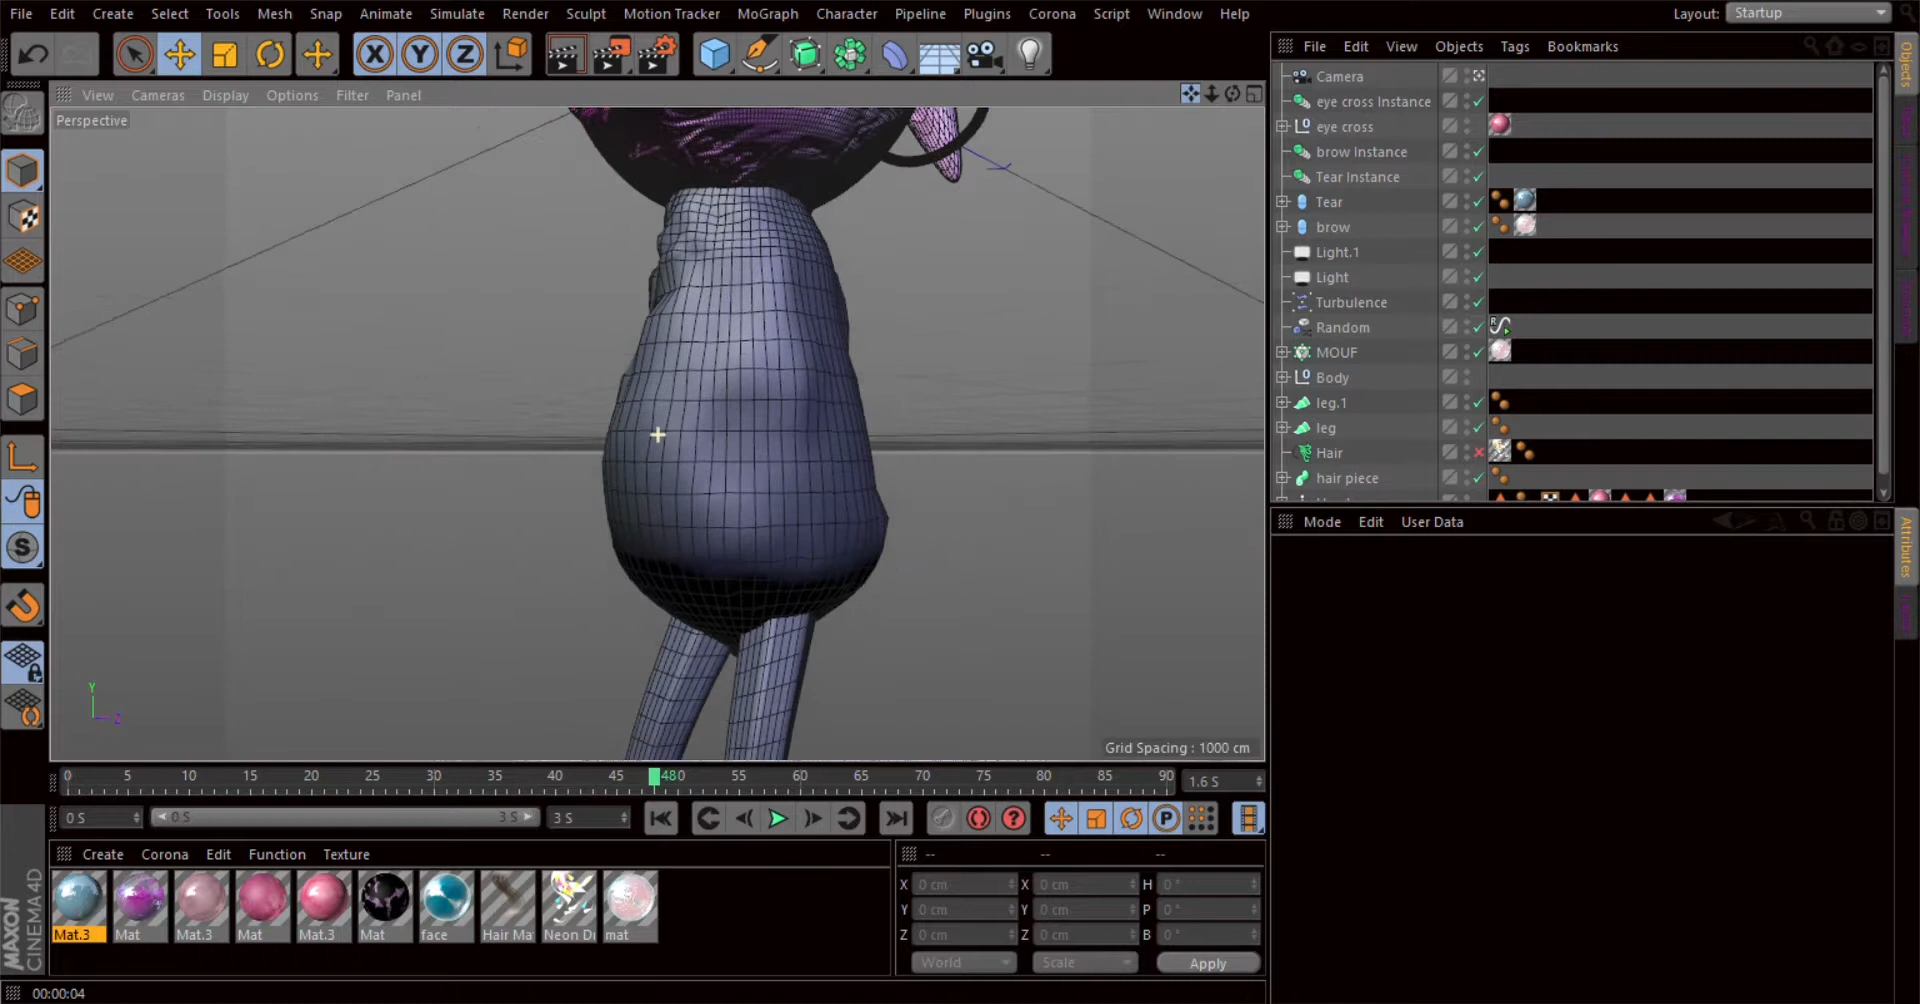 File Edit Create Select Tools Mesh Snap Animate Simulate Render Sculpt Motion Tracker MoGraph Character Pipeline Plugins Corona Script Window Help Layout: Startup
File Edit View Objects Tags Bookmarks
Objects
X Y Z
View Cameras Display Options Filter Panel
Perspective
Camera
eye cross Instance
eye cross
brow Instance
Tear Instance
Tear
brow
Light.1
Light
Turbulence
Random
MOUF
Body
leg.1
leg
Hair
hair piece
Mode Edit User Data
Attributes
S
Y
Z
Grid Spacing : 1000 cm
0 5 10 15 20 25 30 35 40 45 480 55 60 65 70 75 80 85 90 1.6 S
0 S 0 S 3 S 3 S P
Create Corona Edit Function Texture
Mat.3 Mat Mat.3 Mat Mat.3 Mat face Hair Ma Neon Di mat
-- -- --
X 0 cm X 0 cm H 0 °
Y 0 cm Y 0 cm P 0 °
Z 0 cm Z 0 cm B 0 °
World Scale Apply
MAXON
CINEMA4D
00:00:04